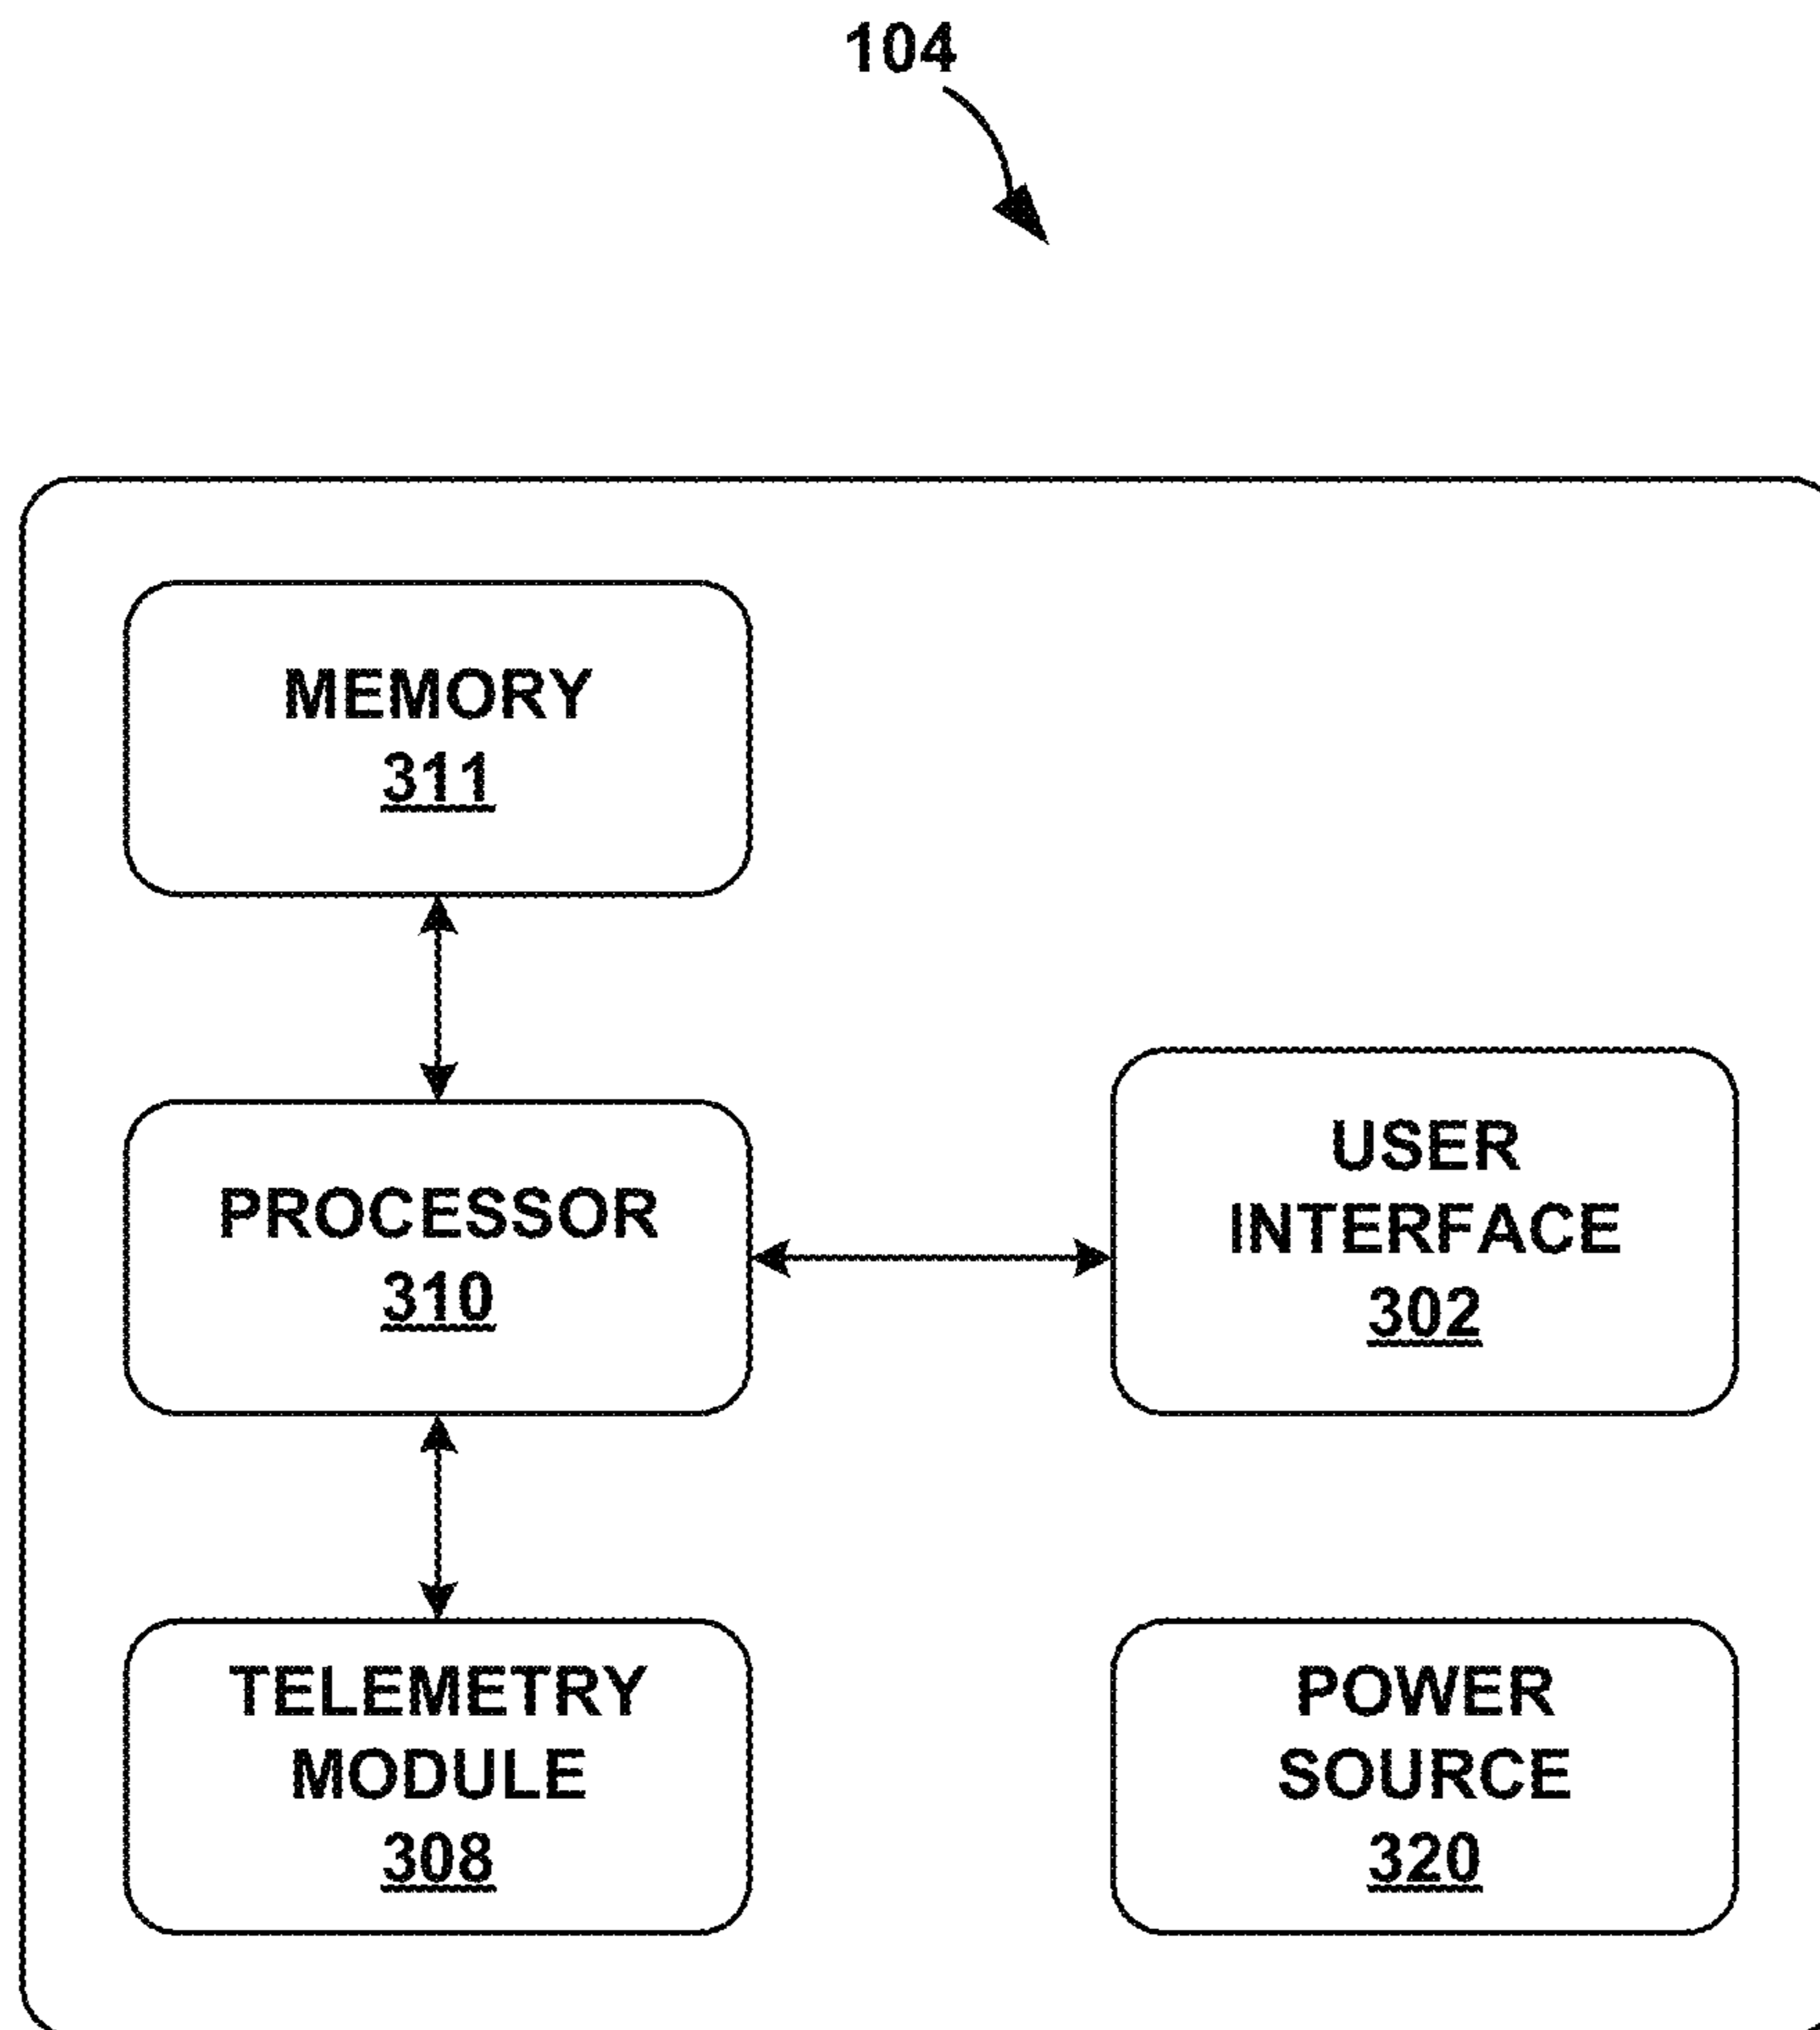 104
MEMORY
311
PROCESSOR
310
USER
INTERFACE
302
TELEMETRY
MODULE
308
POWER
SOURCE
320